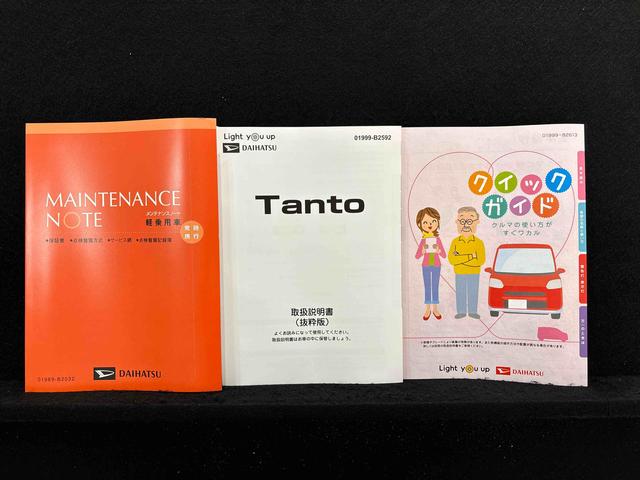 MAINTENANCE
NOTE
メンテナンスノート
軽乗用車
常時
携行
●保証書 ●点検整備方式 ●サービス網 ●点検整備記録簿
01989-B2032
DAIHATSU
Light you up
DAIHATSU
01999-B2592
Tanto
取扱説明書
(抜粋版)
よくお読みになって使用してください。
取扱説明書はお車の中に保管しましょう。
01999-B2613
クイック
ガイド
クルマの使い方が
すぐワカル
Light you up
DAIHATSU